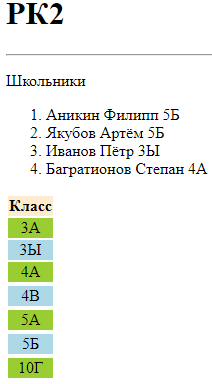 РК2
Школьники
1. Аникин Филипп 5Б
2. Якубов Артём 5Б
3. Иванов Пётр 3Ы
4. Багратионов Степан 4А
Класс
3А
3Ы
4А
4В
5А
5Б
10Г